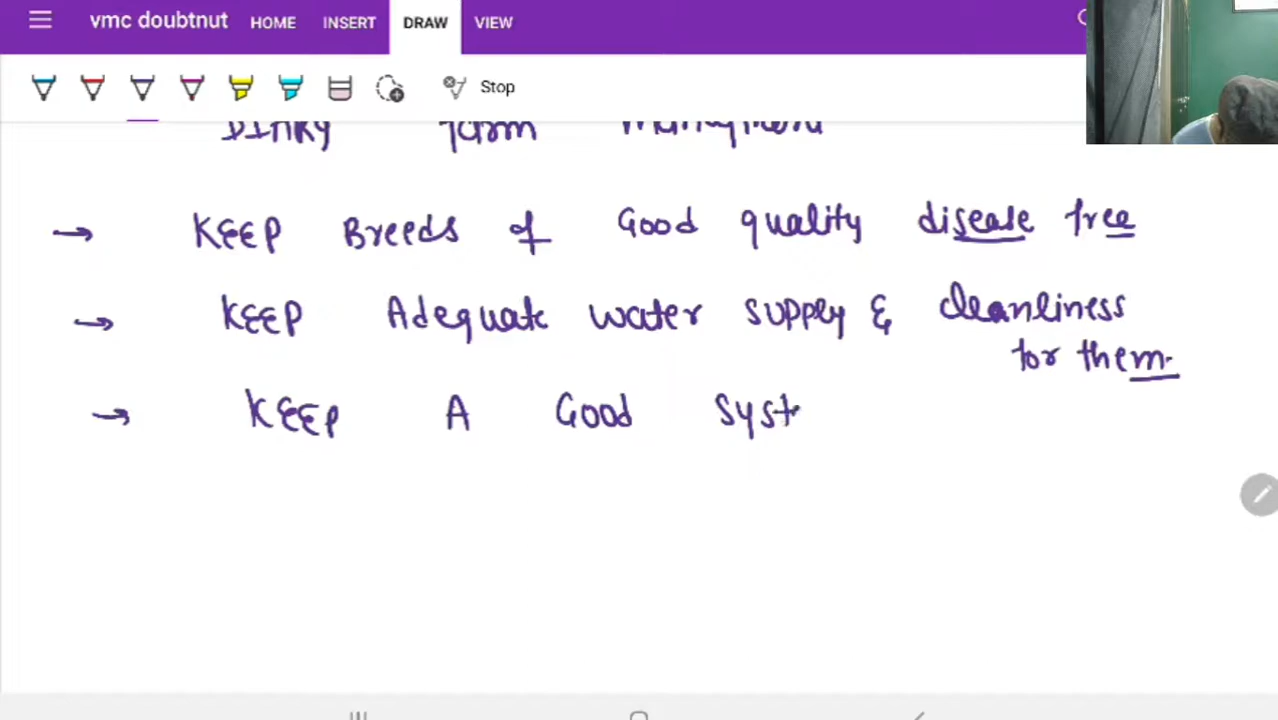 vmc doubtnut HOME INSERT DRAW VIEW
Stop
→ KEEP Breeds of Good quality disease free
→ KEEP Adequate water supply & cleanliness
for them.
→ KEEP A Good Syst